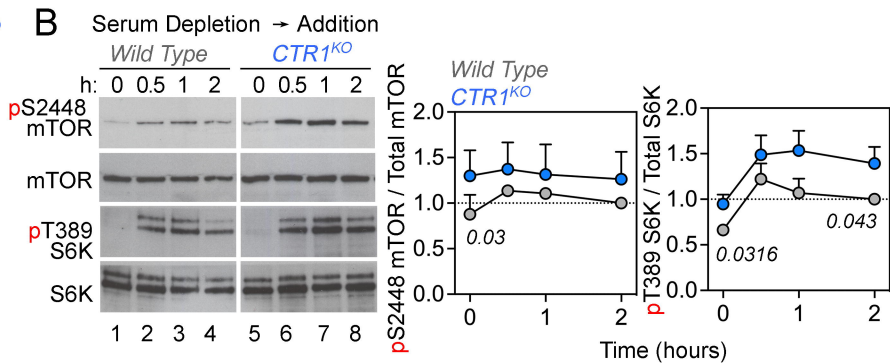 B
Serum Depletion → Addition
Wild Type CTR1KO
h: 0 0.5 1 2 0 0.5 1 2
pS2448
mTOR
mTOR
pT389
S6K
S6K
1 2 3 4 5 6 7 8
Wild Type
CTR1KO
pS2448 mTOR / Total mTOR
2.0
1.5
1.0
0.5
0.0
0.03
0 1 2
pT389 S6K / Total S6K
2.0
1.5
1.0
0.5
0.0
0.043
0.0316
0 1 2
Time (hours)